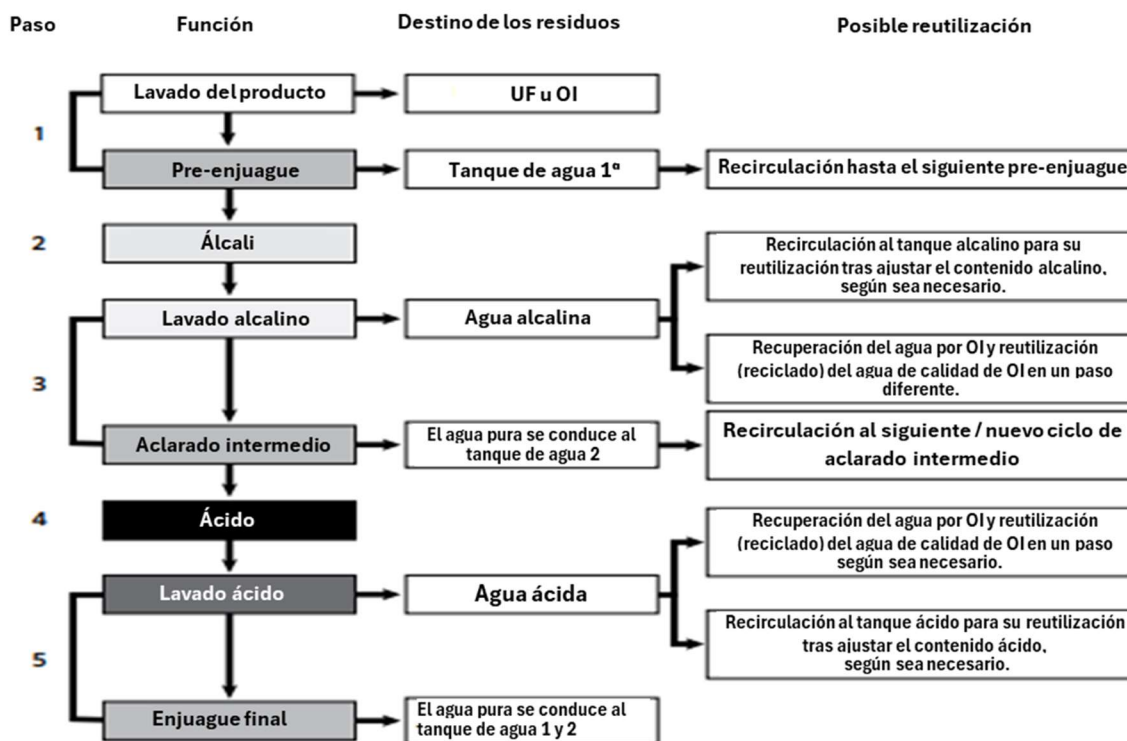 Paso
Función
Destino de los residuos
Posible reutilización
1
Lavado del producto
UF u OI
Pre-enjuague
Tanque de agua 1ª
Recirculación hasta el siguiente pre-enjuague
2
Álcali
Recirculación al tanque alcalino para su
reutilización tras ajustar el contenido alcalino,
según sea necesario.
3
Lavado alcalino
Agua alcalina
Recuperación del agua por OI y reutilización
(reciclado) del agua de calidad de OI en un paso
diferente.
Aclarado intermedio
El agua pura se conduce al
tanque de agua 2
Recirculación al siguiente / nuevo ciclo de
aclarado intermedio
4
Ácido
Recuperación del agua por OI y reutilización
(reciclado) del agua de calidad de OI en un paso
según sea necesario.
5
Lavado ácido
Agua ácida
Recirculación al tanque ácido para su reutilización
tras ajustar el contenido ácido,
según sea necesario.
Enjuague final
El agua pura se conduce al
tanque de agua 1 y 2